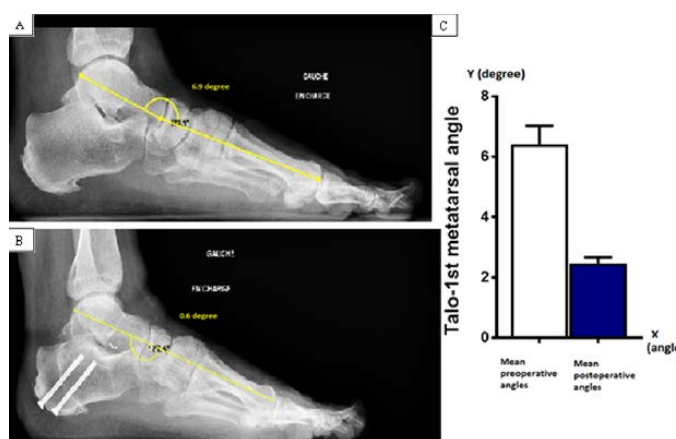 A
GAUCHE
EN CHARGE
6.9 degree
B
GAUCHE
EN CHARGE
0.6 degree
C
Y (degree)
Talo-1st metatarsal angle
8
6
4
2
0
X
(angle
Mean
preoperative
angles
Mean
postoperative
angles